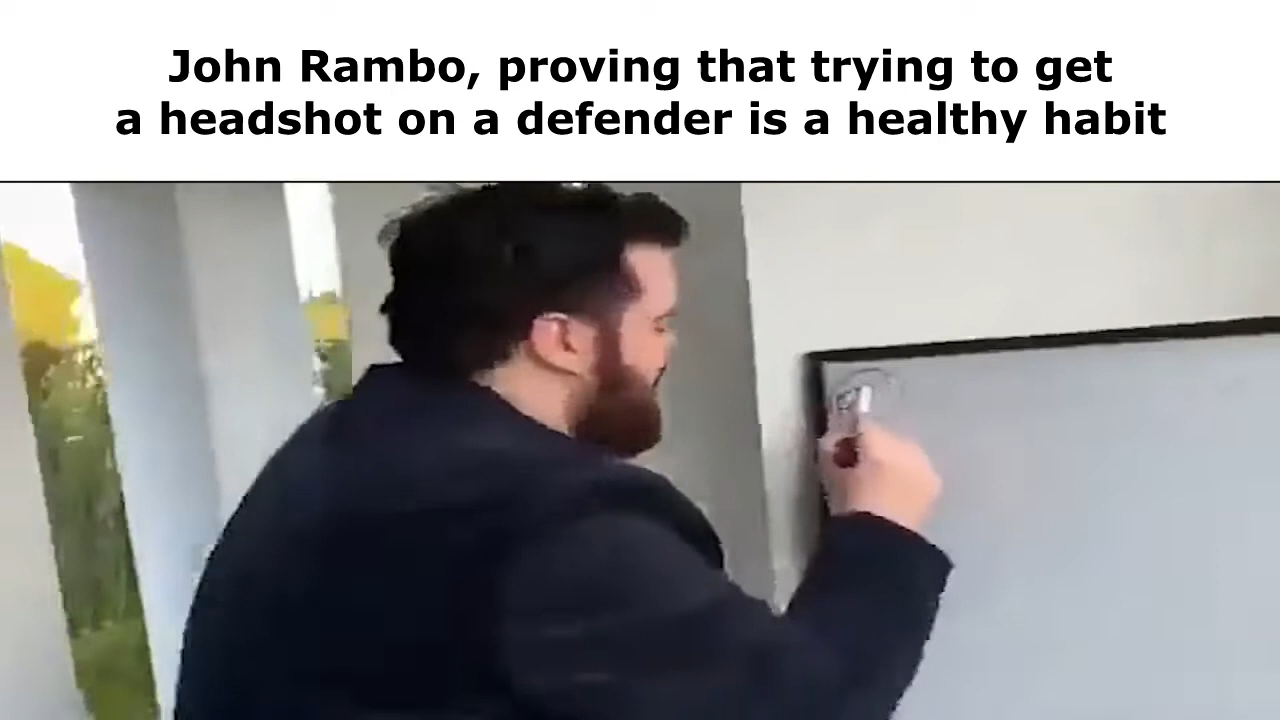 John Rambo, proving that trying to get
a headshot on a defender is a healthy habit